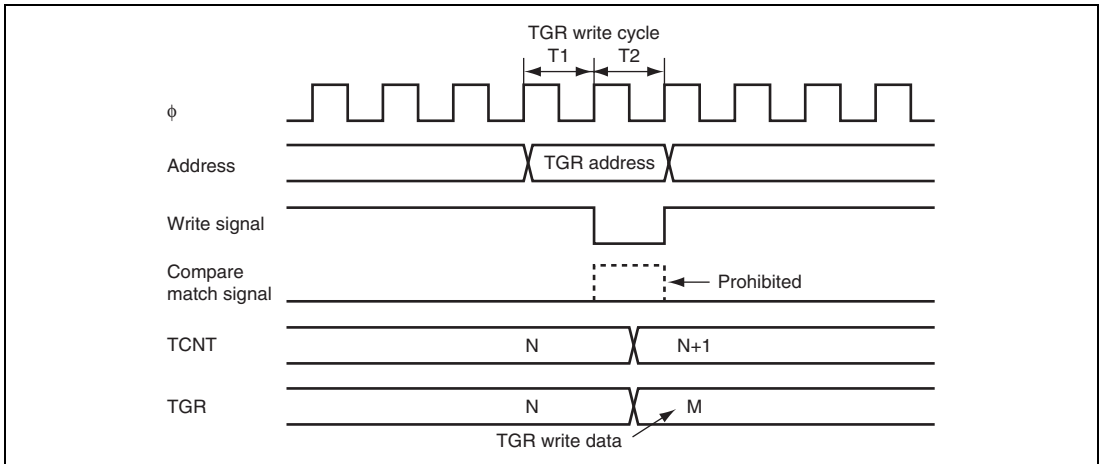 TGR write cycle
T1 T2
ϕ
Address TGR address
Write signal
Compare
match signal Prohibited
TCNT N N+1
TGR N M
TGR write data